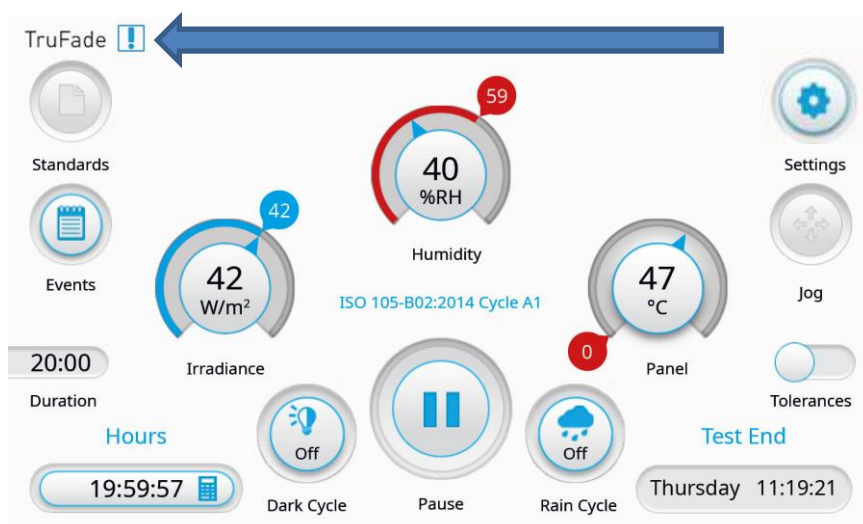 TruFade !
Standards
Settings
59
40
%RH
Humidity
Events
42
42
W/m²
Irradiance
ISO 105-B02:2014 Cycle A1
47
°C
0
Panel
Jog
20:00
Duration
Tolerances
Hours
19:59:57
Off
Dark Cycle
Pause
Off
Rain Cycle
Test End
Thursday 11:19:21